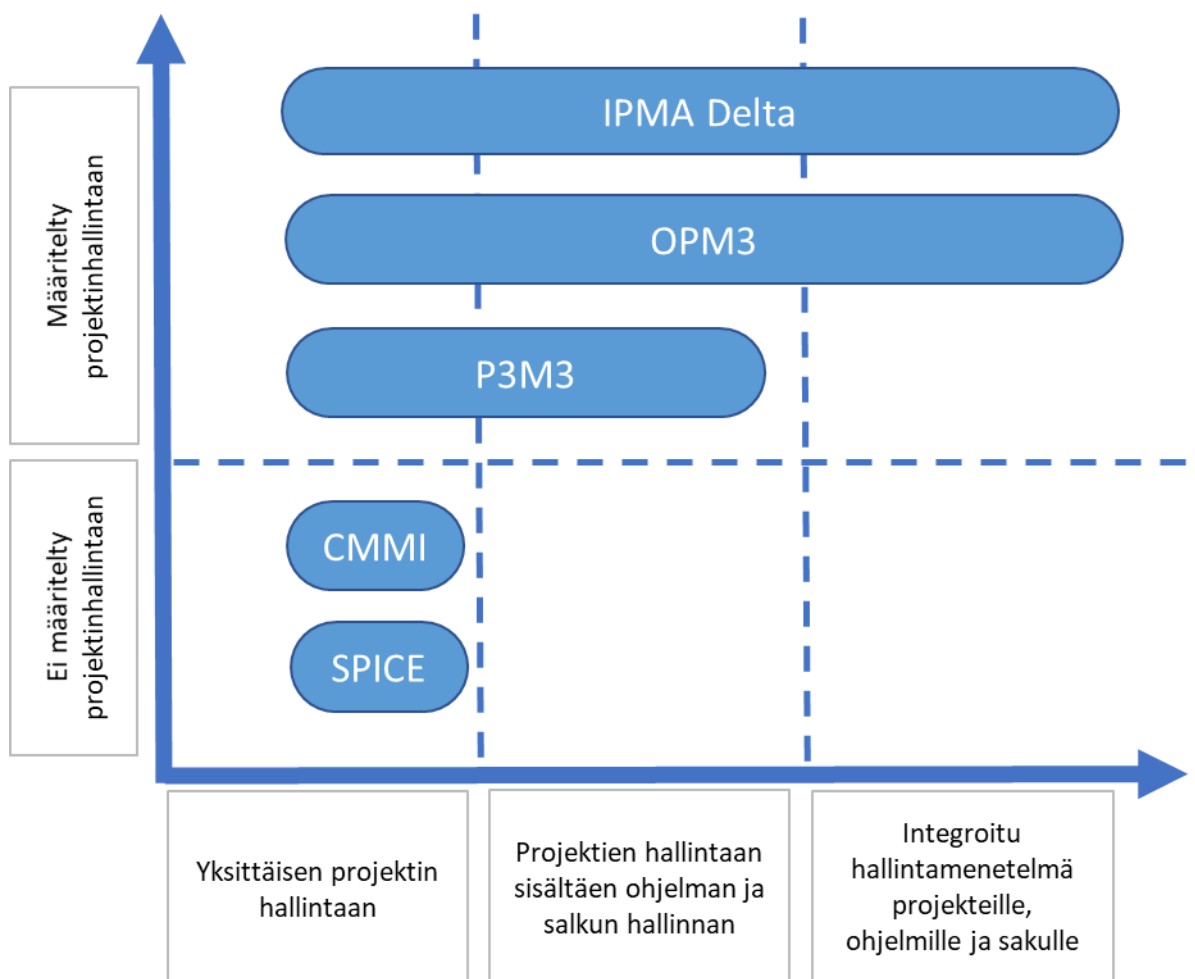 IPMA Delta
OPM3
P3M3
CMMI
SPICE
Määritelty
projektinhallintaan
Ei määritelty
projektinhallintaan
Yksittäisen projektin
hallintaan
Projektien hallintaan
sisältäen ohjelman ja
salkun hallinnan
Integroitu
hallintamenetelmä
projekteille,
ohjelmille ja sakulle